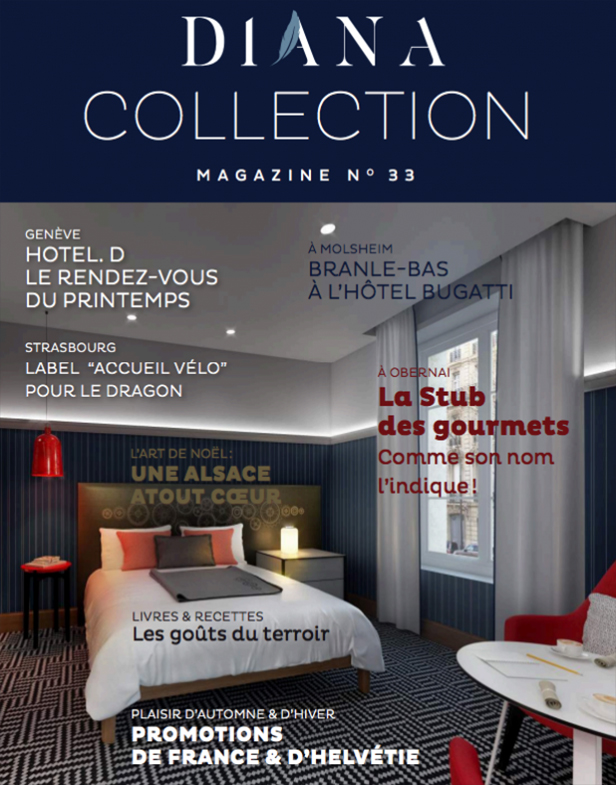 DIANA
COLLECTION
MAGAZINE Nº 33
GENÈVE
HOTEL. D
LE RENDEZ-VOUS
DU PRINTEMPS
À MOLSHEIM
BRANLE-BAS
À L'HÔTEL BUGATTI
STRASBOURG
LABEL “ACCUEIL VÉLO”
POUR LE DRAGON
À OBERNAI
La Stub
des gourmets
Comme son nom
l'indique !
L'ART DE NOËL :
UNE ALSACE
ATOUT CŒUR
LIVRES & RECETTES
Les goûts du terroir
PLAISIR D'AUTOMNE & D'HIVER
PROMOTIONS
DE FRANCE & D'HELVÉTIE